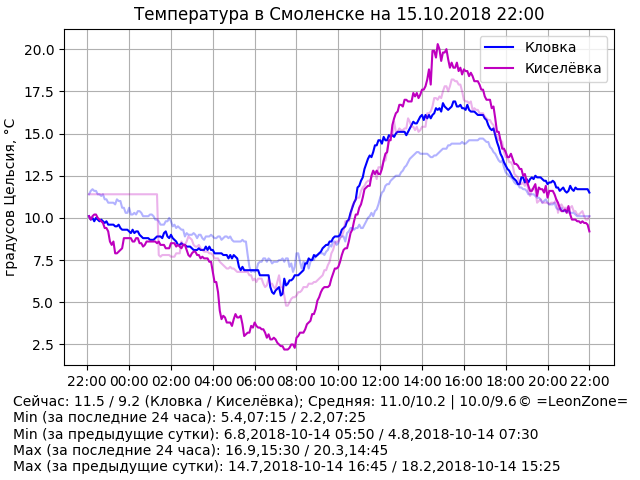 Температура в Смоленске на 15.10.2018 22:00
Кловка
Киселёвка
градусов Цельсия, °C
20.0
17.5
15.0
12.5
10.0
7.5
5.0
2.5
22:00 00:00 02:00 04:00 06:00 08:00 10:00 12:00 14:00 16:00 18:00 20:00 22:00
Сейчас: 11.5 / 9.2 (Кловка / Киселёвка); Средняя: 11.0/10.2 | 10.0/9.6© =LeonZone=
Min (за последние 24 часа): 5.4,07:15 / 2.2,07:25
Min (за предыдущие сутки): 6.8,2018-10-14 05:50 / 4.8,2018-10-14 07:30
Max (за последние 24 часа): 16.9,15:30 / 20.3,14:45
Max (за предыдущие сутки): 14.7,2018-10-14 16:45 / 18.2,2018-10-14 15:25